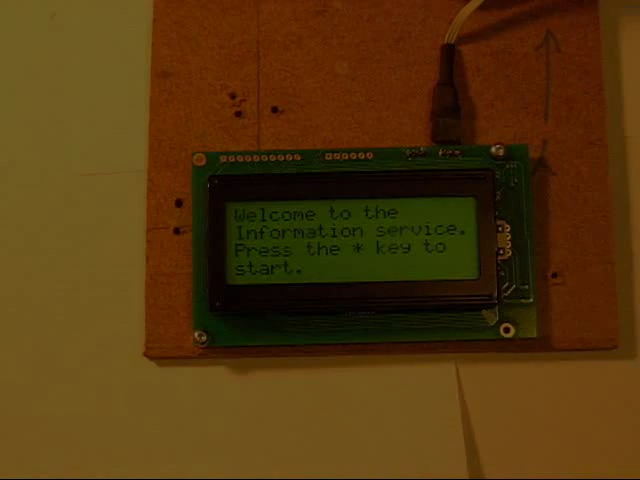 Welcome to the
Information service.
Press the * key to
start.